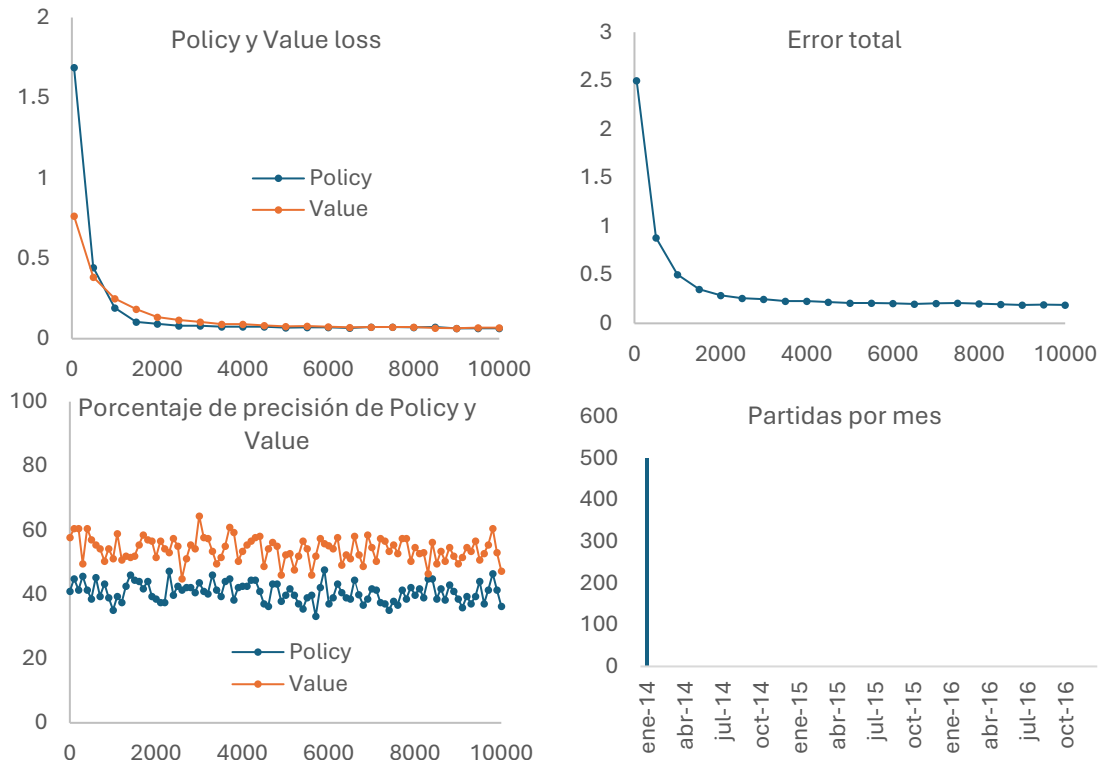 Policy y Value loss
2
1.5
1
0.5
0
0 2000 4000 6000 8000 10000
Policy
Value
Error total
3
2.5
2
1.5
1
0.5
0
0 2000 4000 6000 8000 10000
Porcentaje de precisión de Policy y
Value
100
80
60
40
20
0
0 2000 4000 6000 8000 10000
Policy
Value
Partidas por mes
600
500
400
300
200
100
0
ene-14
abr-14
jul-14
oct-14
ene-15
abr-15
jul-15
oct-15
ene-16
abr-16
jul-16
oct-16